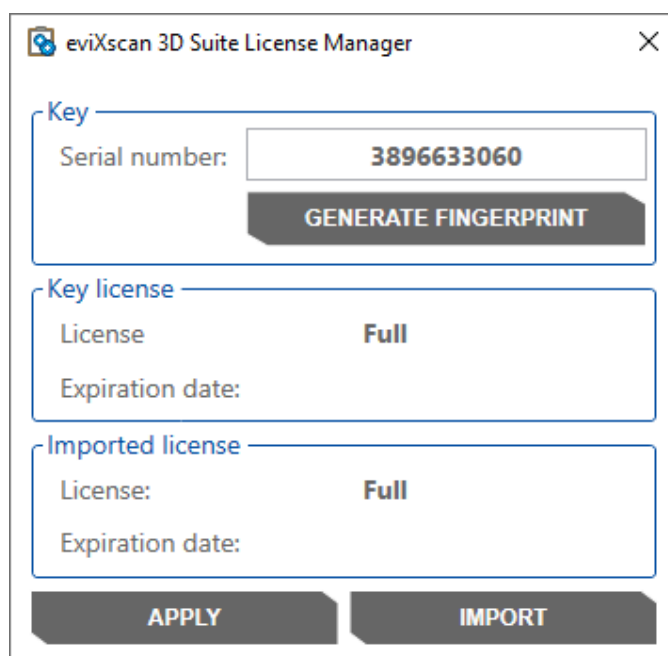 eviXscan 3D Suite License Manager
Key
Serial number: 3896633060
GENERATE FINGERPRINT
Key license
License Full
Expiration date:
Imported license
License: Full
Expiration date:
APPLY IMPORT